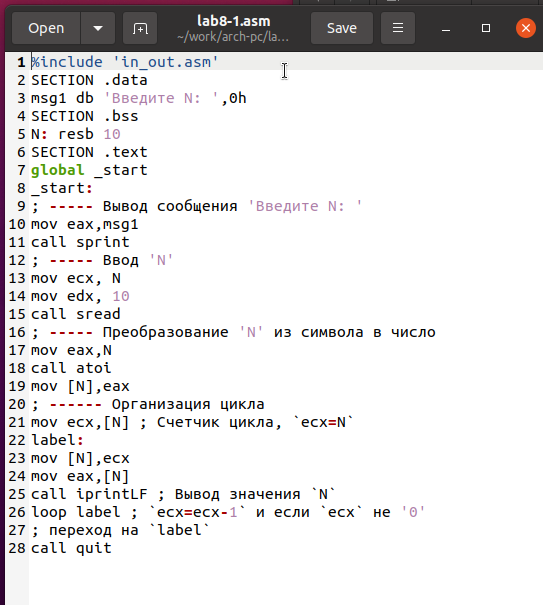 Open
lab8-1.asm
~/work/arch-pc/la...
Save
1 %include 'in_out.asm'
2 SECTION .data
3 msg1 db 'Введите N: ',0h
4 SECTION .bss
5 N: resb 10
6 SECTION .text
7 global _start
8 _start:
9 ; ----- Вывод сообщения 'Введите N: '
10 mov eax,msg1
11 call sprint
12 ; ----- Ввод 'N'
13 mov ecx, N
14 mov edx, 10
15 call sread
16 ; ----- Преобразование 'N' из символа в число
17 mov eax,N
18 call atoi
19 mov [N],eax
20 ; ------ Организация цикла
21 mov ecx,[N] ; Счетчик цикла, `ecx=N`
22 label:
23 mov [N],ecx
24 mov eax,[N]
25 call iprintLF ; Вывод значения `N`
26 loop label ; `ecx=ecx-1` и если `ecx` не '0'
27 ; переход на `label`
28 call quit